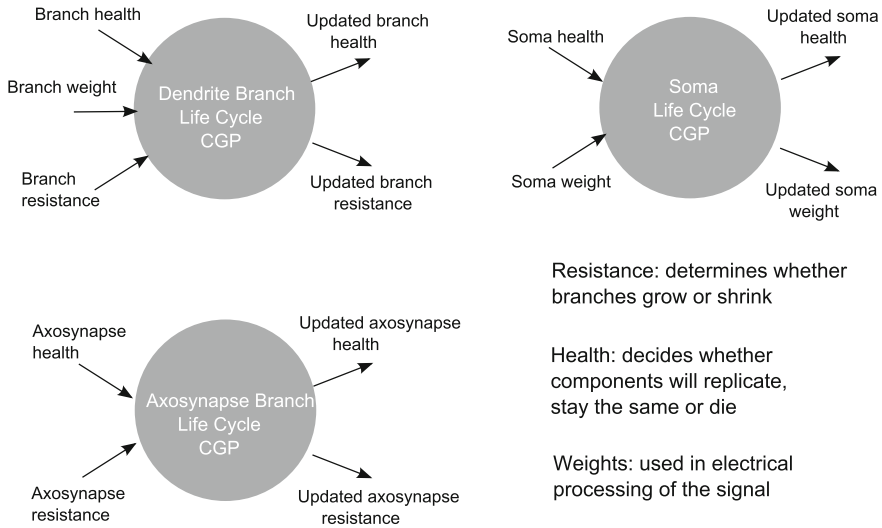 Branch health
Branch weight
Branch
resistance
Dendrite Branch
Life Cycle
CGP
Updated branch
health
Updated branch
resistance
Soma health
Soma weight
Soma
Life Cycle
CGP
Updated soma
health
Updated soma
weight
Axosynapse
health
Axosynapse
resistance
Axosynapse Branch
Life Cycle
CGP
Updated axosynapse
health
Updated axosynapse
resistance
Resistance: determines whether
branches grow or shrink
Health: decides whether
components will replicate,
stay the same or die
Weights: used in electrical
processing of the signal